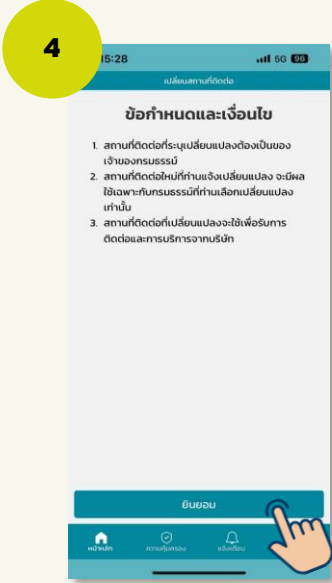 4
15:28
5G 96
เปลี่ยนสถานที่ติดต่อ
ข้อกำหนดและเงื่อนไข
1. สถานที่ติดต่อที่ระบุเปลี่ยนแปลงต้องเป็นของ
เจ้าของกรมธรรม์
2. สถานที่ติดต่อใหม่ที่ท่านแจ้งเปลี่ยนแปลง จะมีผล
ใช้เฉพาะกับกรมธรรม์ที่ท่านเลือกเปลี่ยนแปลง
เท่านั้น
3. สถานที่ติดต่อที่เปลี่ยนแปลงจะใช้เพื่อรับการ
ติดต่อและการบริการจากบริษัท
ยินยอม
หน้าหลัก ความคุ้มครอง แจ้งเตือน